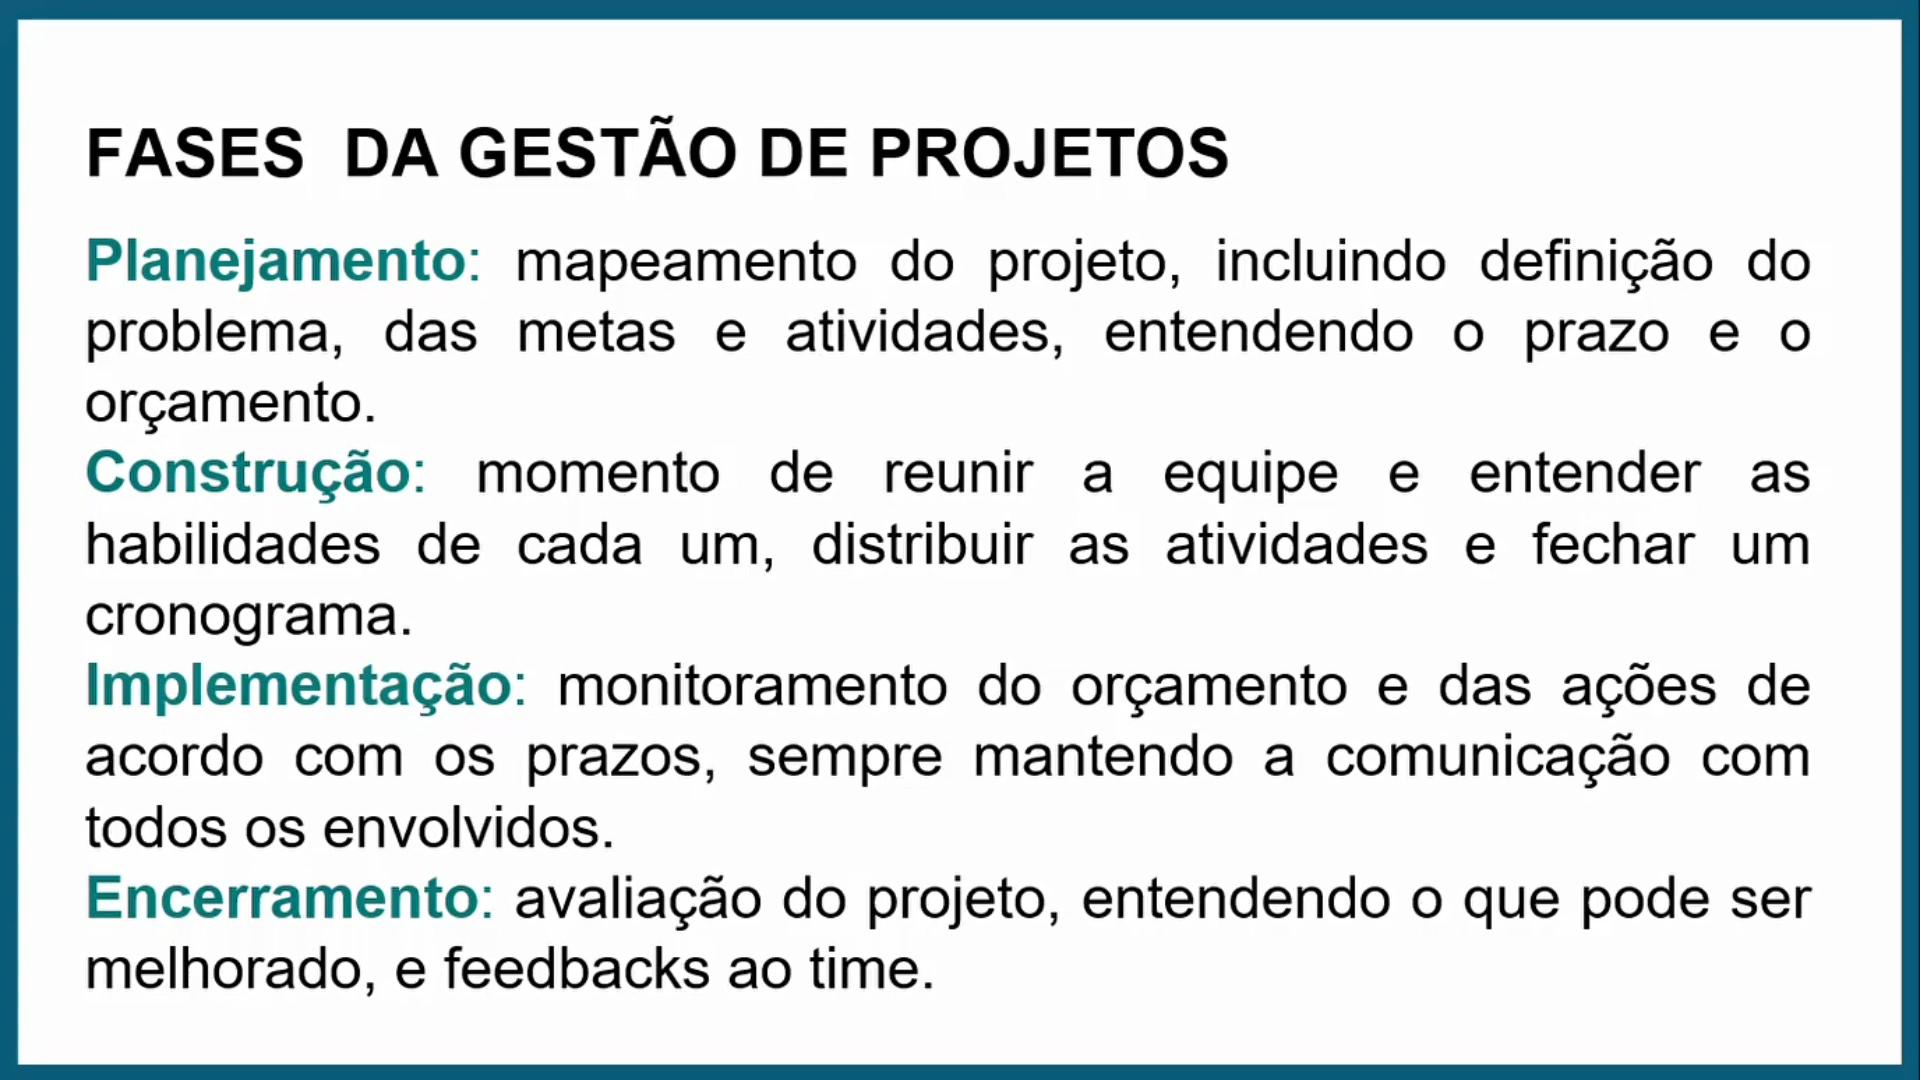 FASES DA GESTÃO DE PROJETOS
Planejamento: mapeamento do projeto, incluindo definição do
problema, das metas e atividades, entendendo o prazo e o
orçamento.
Construção: momento de reunir a equipe e entender as
habilidades de cada um, distribuir as atividades e fechar um
cronograma.
Implementação: monitoramento do orçamento e das ações de
acordo com os prazos, sempre mantendo a comunicação com
todos os envolvidos.
Encerramento: avaliação do projeto, entendendo o que pode ser
melhorado, e feedbacks ao time.